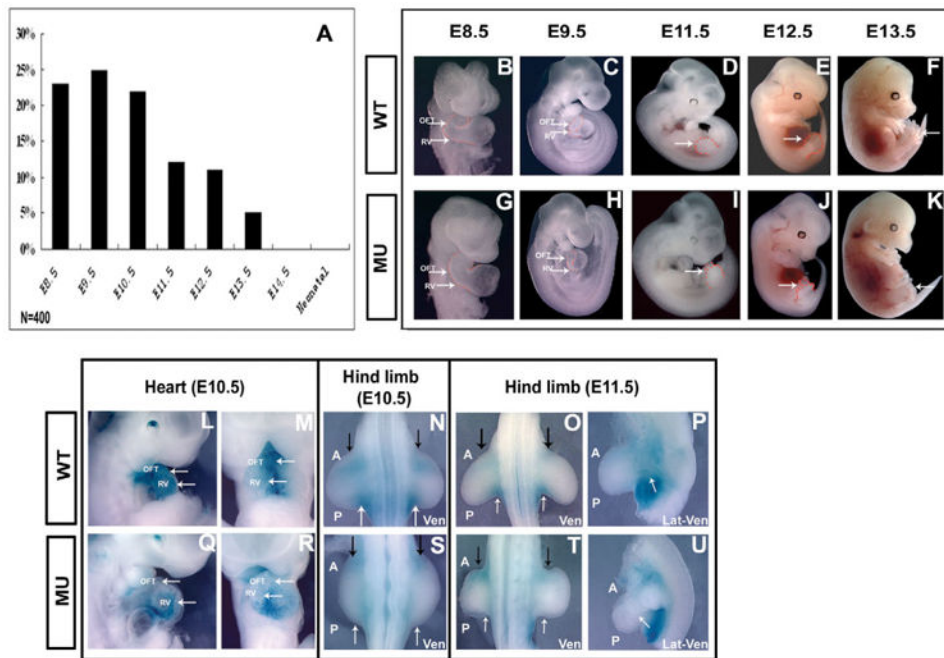 A
30%
25%
20%
15%
10%
5%
0%
E8.5
E9.5
E10.5
E11.5
E12.5
E13.5
E14.5
Neonatal
N=400
E8.5 E9.5 E11.5 E12.5 E13.5
WT
B C D E F
OFT
RV
OFT
RV
MU
G H I J K
OFT
RV
OFT
RV
Heart (E10.5) Hind limb (E10.5) Hind limb (E11.5)
WT
L M N O P
OFT
RV
OFT
RV
A
P
Ven
A
P
Ven
Lat-Ven
MU
Q R S T U
OFT
RV
OFT
RV
A
P
Ven
A
P
Ven
A
P
Lat-Ven